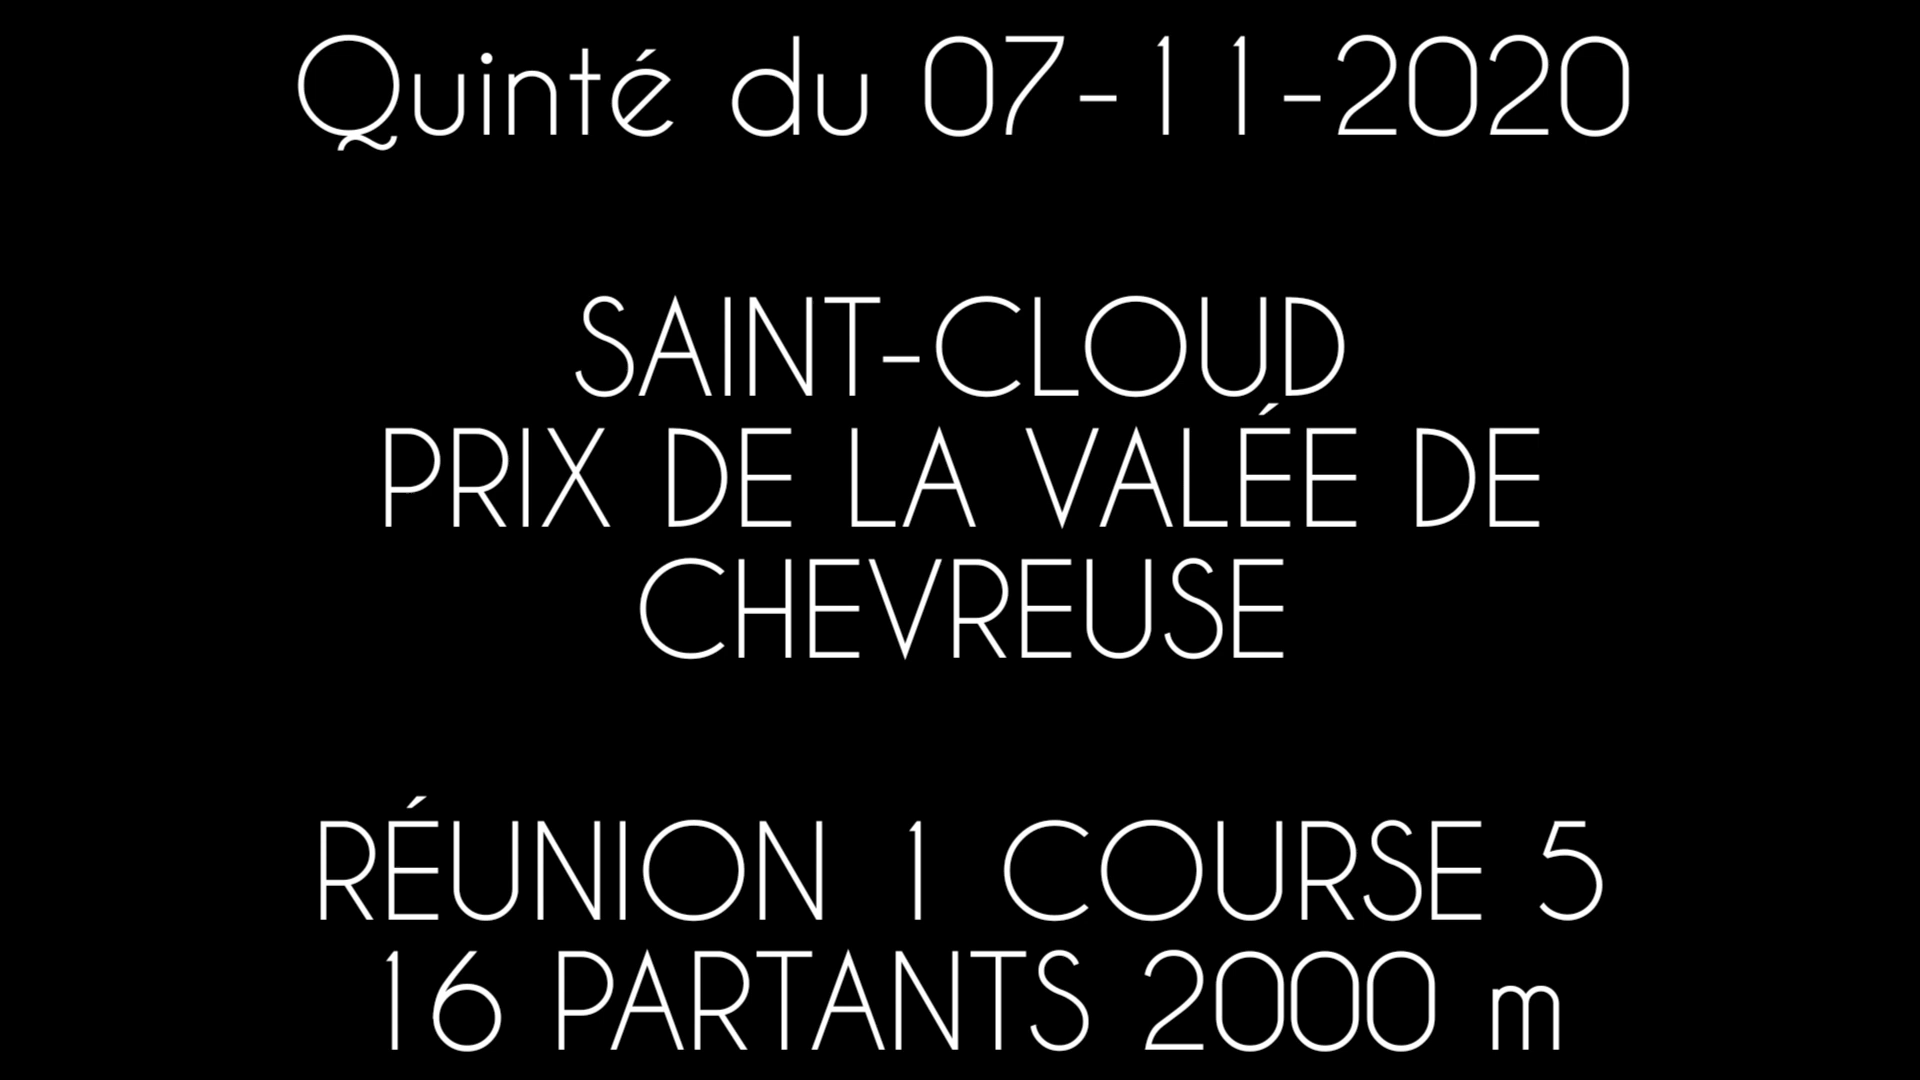 Quinté du 07-11-2020
SAINT-CLOUD
PRIX DE LA VALÉE DE
CHEVREUSE
RÉUNION 1 COURSE 5
16 PARTANTS 2000 m